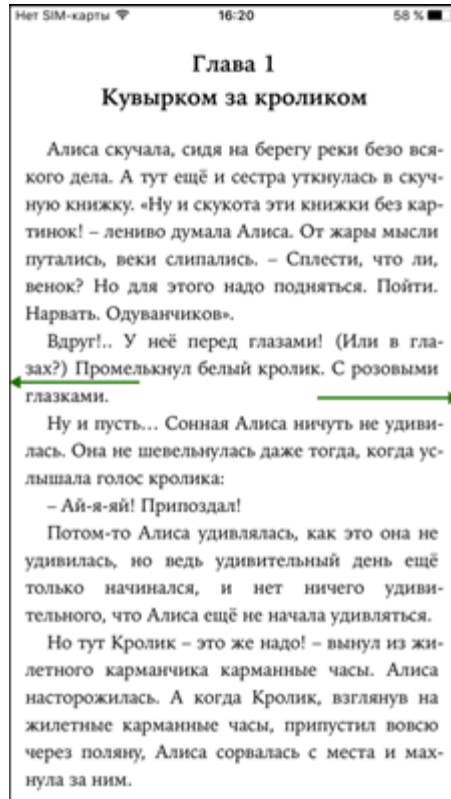 Нет SIM-карты 16:20 58 %
Глава 1
Кувырком за кроликом
Алиса скучала, сидя на берегу реки безо вся-
кого дела. А тут ещё и сестра уткнулась в скуч-
ную книжку. «Ну и скукота эти книжки без кар-
тинок! – лениво думала Алиса. От жары мысли
путались, веки слипались. – Сплести, что ли,
венок? Но для этого надо подняться. Пойти.
Нарвать. Одуванчиков».
Вдруг!.. У неё перед глазами! (Или в гла-
зах?) Промелькнул белый кролик. С розовыми
глазками.
Ну и пусть… Сонная Алиса ничуть не удиви-
лась. Она не шевельнулась даже тогда, когда ус-
лышала голос кролика:
– Ай-я-яй! Припоздал!
Потом-то Алиса удивлялась, как это она не
удивилась, но ведь удивительный день ещё
только начинался, и нет ничего удиви-
тельного, что Алиса ещё не начала удивляться.
Но тут Кролик – это же надо! – вынул из жи-
летного карманчика карманные часы. Алиса
насторожилась. А когда Кролик, взглянув на
жилетные карманные часы, припустил вовсю
через поляну, Алиса сорвалась с места и мах-
нула за ним.